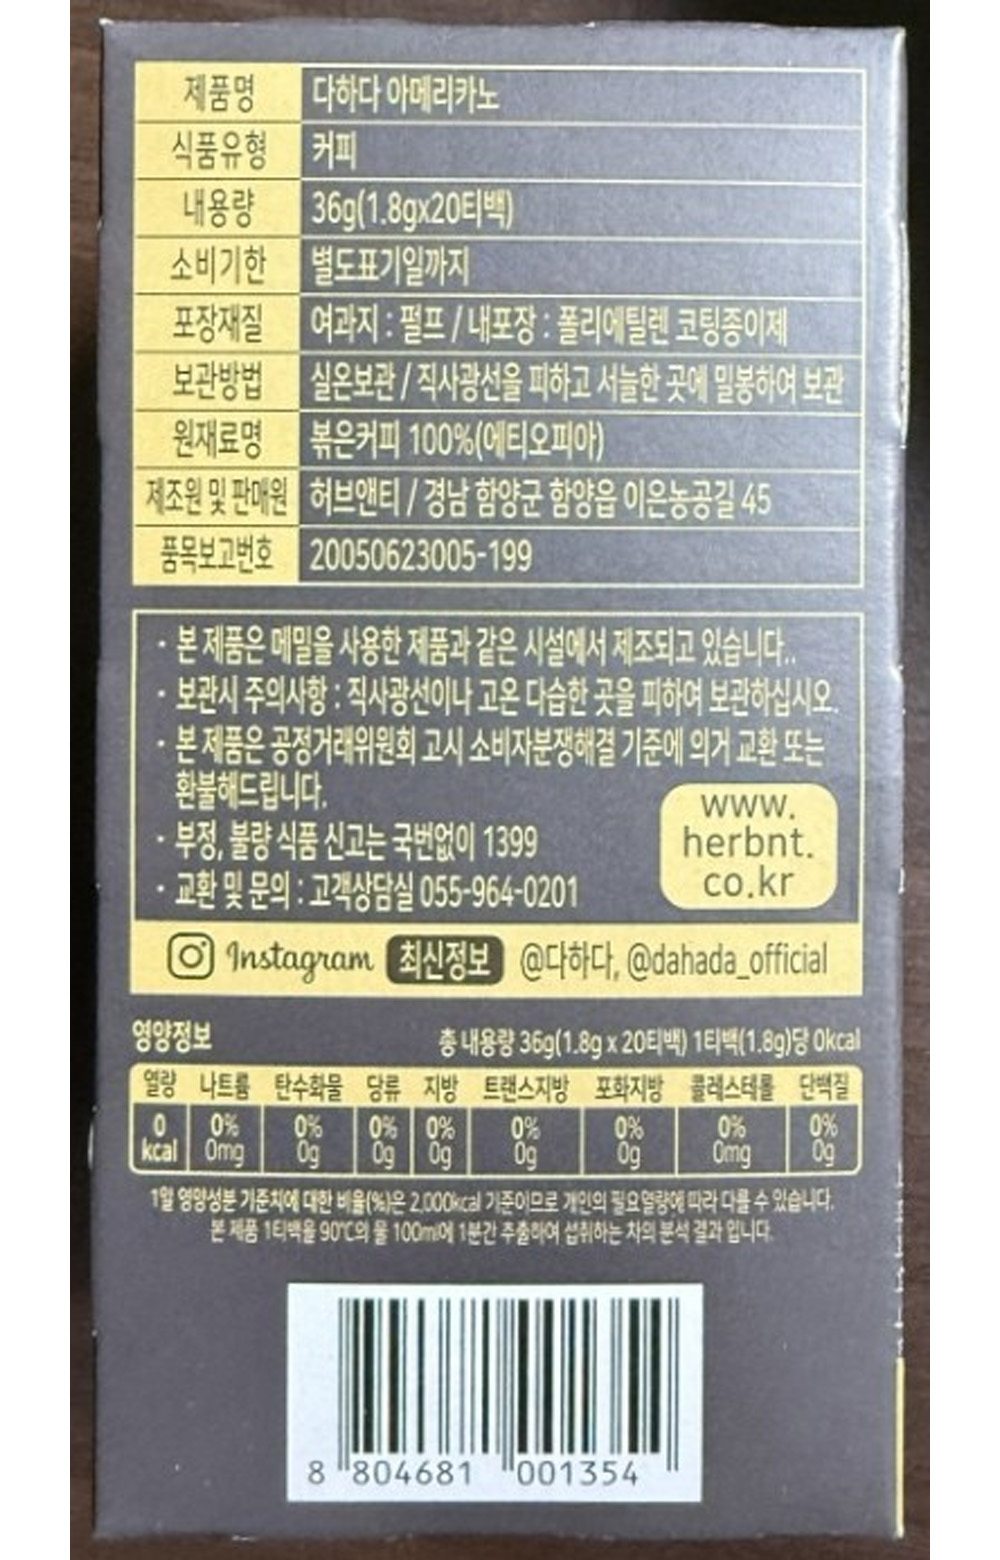 제품명 다하다 아메리카노
식품유형 커피
내용량 36g(1.8gx20티백)
소비기한 별도표기일까지
포장재질 여과지 : 펄프 / 내포장 : 폴리에틸렌 코팅종이제
보관방법 실온보관 / 직사광선을 피하고 서늘한 곳에 밀봉하여 보관
원재료명 볶은커피 100%(에티오피아)
제조원 및 판매원 허브앤티 / 경남 함양군 함양읍 이은농공길 45
품목보고번호 20050623005-199
· 본 제품은 메밀을 사용한 제품과 같은 시설에서 제조되고 있습니다..
· 보관시 주의사항 : 직사광선이나 고온 다습한 곳을 피하여 보관하십시오.
· 본 제품은 공정거래위원회 고시 소비자분쟁해결 기준에 의거 교환 또는
환불해드립니다.
· 부정, 불량 식품 신고는 국번없이 1399
· 교환 및 문의 : 고객상담실 055-964-0201
www.
herbnt.
co.kr
Instagram 최신정보 @다하다, @dahada_official
영양정보 총 내용량 36g(1.8g x 20티백) 1티백(1.8g)당 0kcal
열량 나트륨 탄수화물 당류 지방 트랜스지방 포화지방 콜레스테롤 단백질
0 0% 0% 0% 0% 0% 0% 0% 0%
kcal 0mg 0g 0g 0g 0g 0g 0mg 0g
1일 영양성분 기준치에 대한 비율(%)은 2,000kcal 기준이므로 개인의 필요열량에 따라 다를 수 있습니다.
본 제품 1티백을 90℃의 물 100ml에 1분간 추출하여 섭취하는 차의 분석 결과 입니다.
8 804681 001354